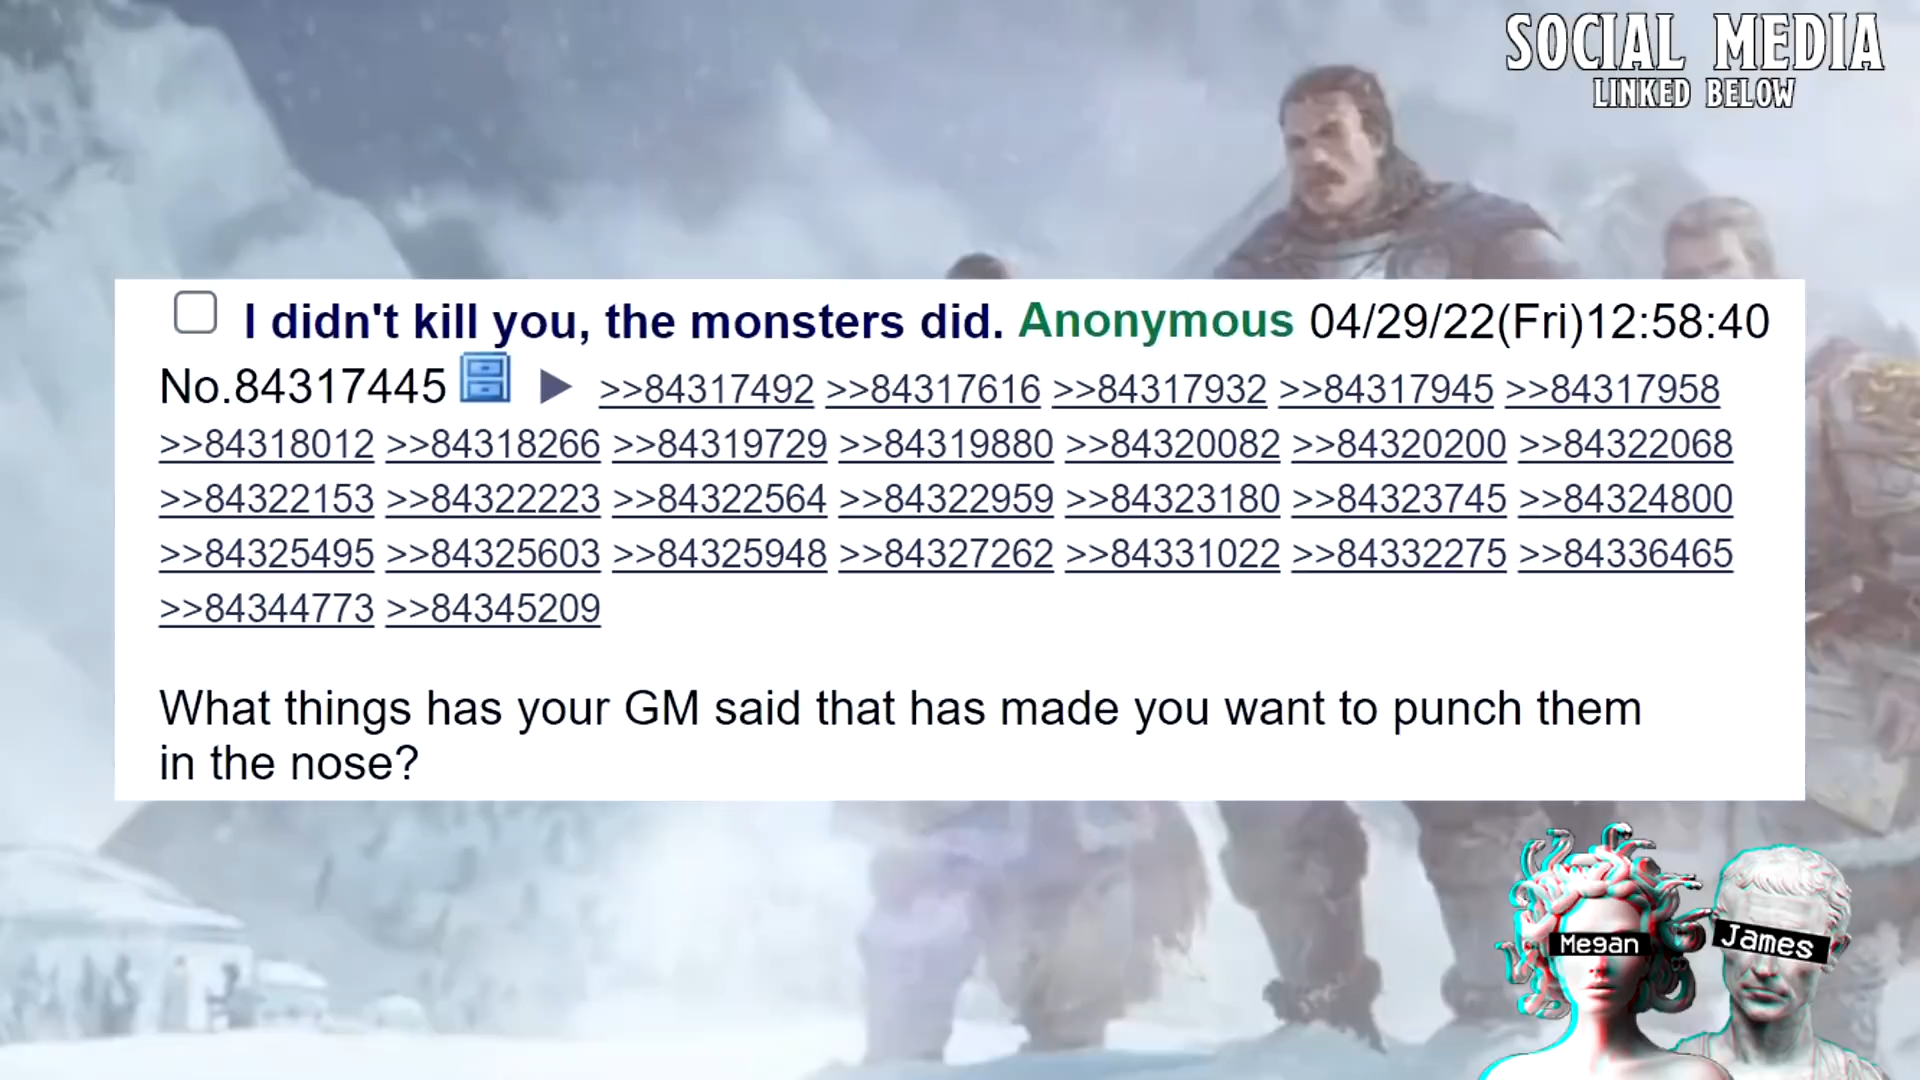 SOCIAL MEDIA
LINKED BELOW
I didn't kill you, the monsters did. Anonymous 04/29/22(Fri)12:58:40
No.84317445 >>84317492 >>84317616 >>84317932 >>84317945 >>84317958
>>84318012 >>84318266 >>84319729 >>84319880 >>84320082 >>84320200 >>84322068
>>84322153 >>84322223 >>84322564 >>84322959 >>84323180 >>84323745 >>84324800
>>84325495 >>84325603 >>84325948 >>84327262 >>84331022 >>84332275 >>84336465
>>84344773 >>84345209
What things has your GM said that has made you want to punch them
in the nose?
Megan
James